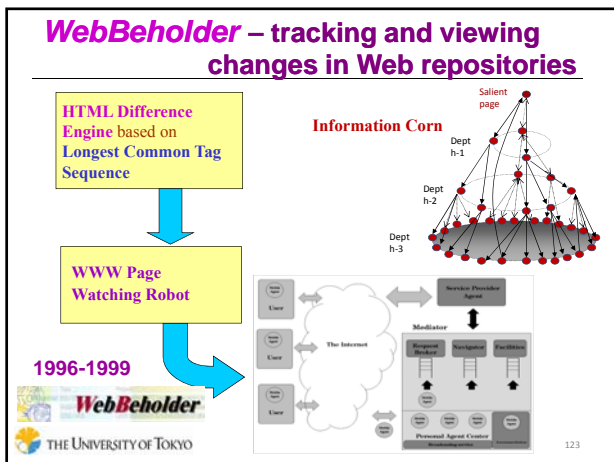 WebBeholder – tracking and viewing
changes in Web repositories
HTML Difference
Engine based on
Longest Common Tag
Sequence
Information Corn
Salient
page
Dept
h-1
Dept
h-2
Dept
h-3
WWW Page
Watching Robot
1996-1999
WebBeholder
THE UNIVERSITY OF TOKYO
User
User
User
The Internet
Service Provider
Agent
Mediator
Request
Broker
Navigator
Facilities
Personal Agent Center
Broadcasting service
123